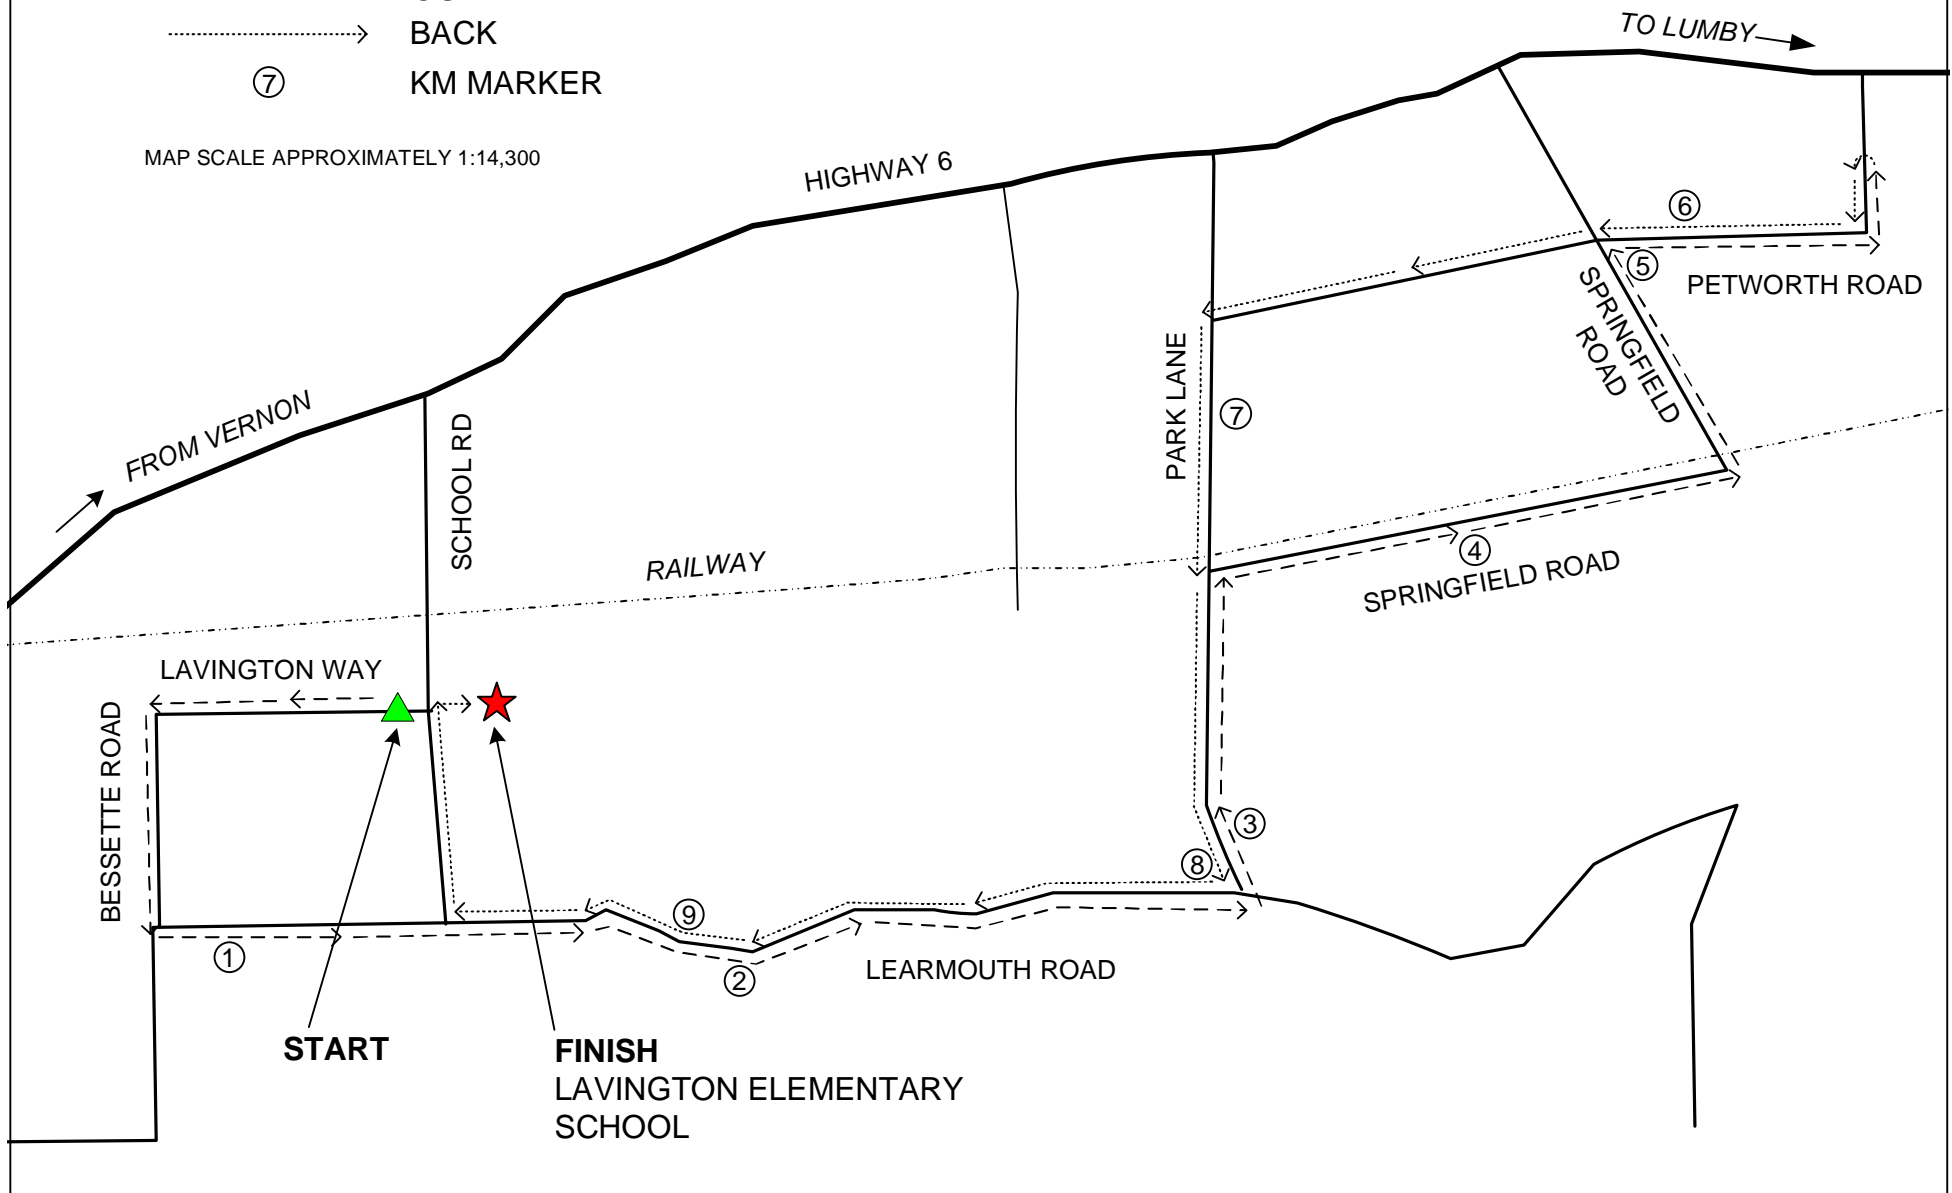 BACK
7 KM MARKER
MAP SCALE APPROXIMATELY 1:14,300
TO LUMBY
HIGHWAY 6
6
5
PETWORTH ROAD
SPRINGFIELD
ROAD
PARK LANE
7
FROM VERNON
SCHOOL RD
RAILWAY
4
SPRINGFIELD ROAD
LAVINGTON WAY
BESSETTE ROAD
3
8
9
1
2
LEARMOUTH ROAD
START
FINISH
LAVINGTON ELEMENTARY
SCHOOL